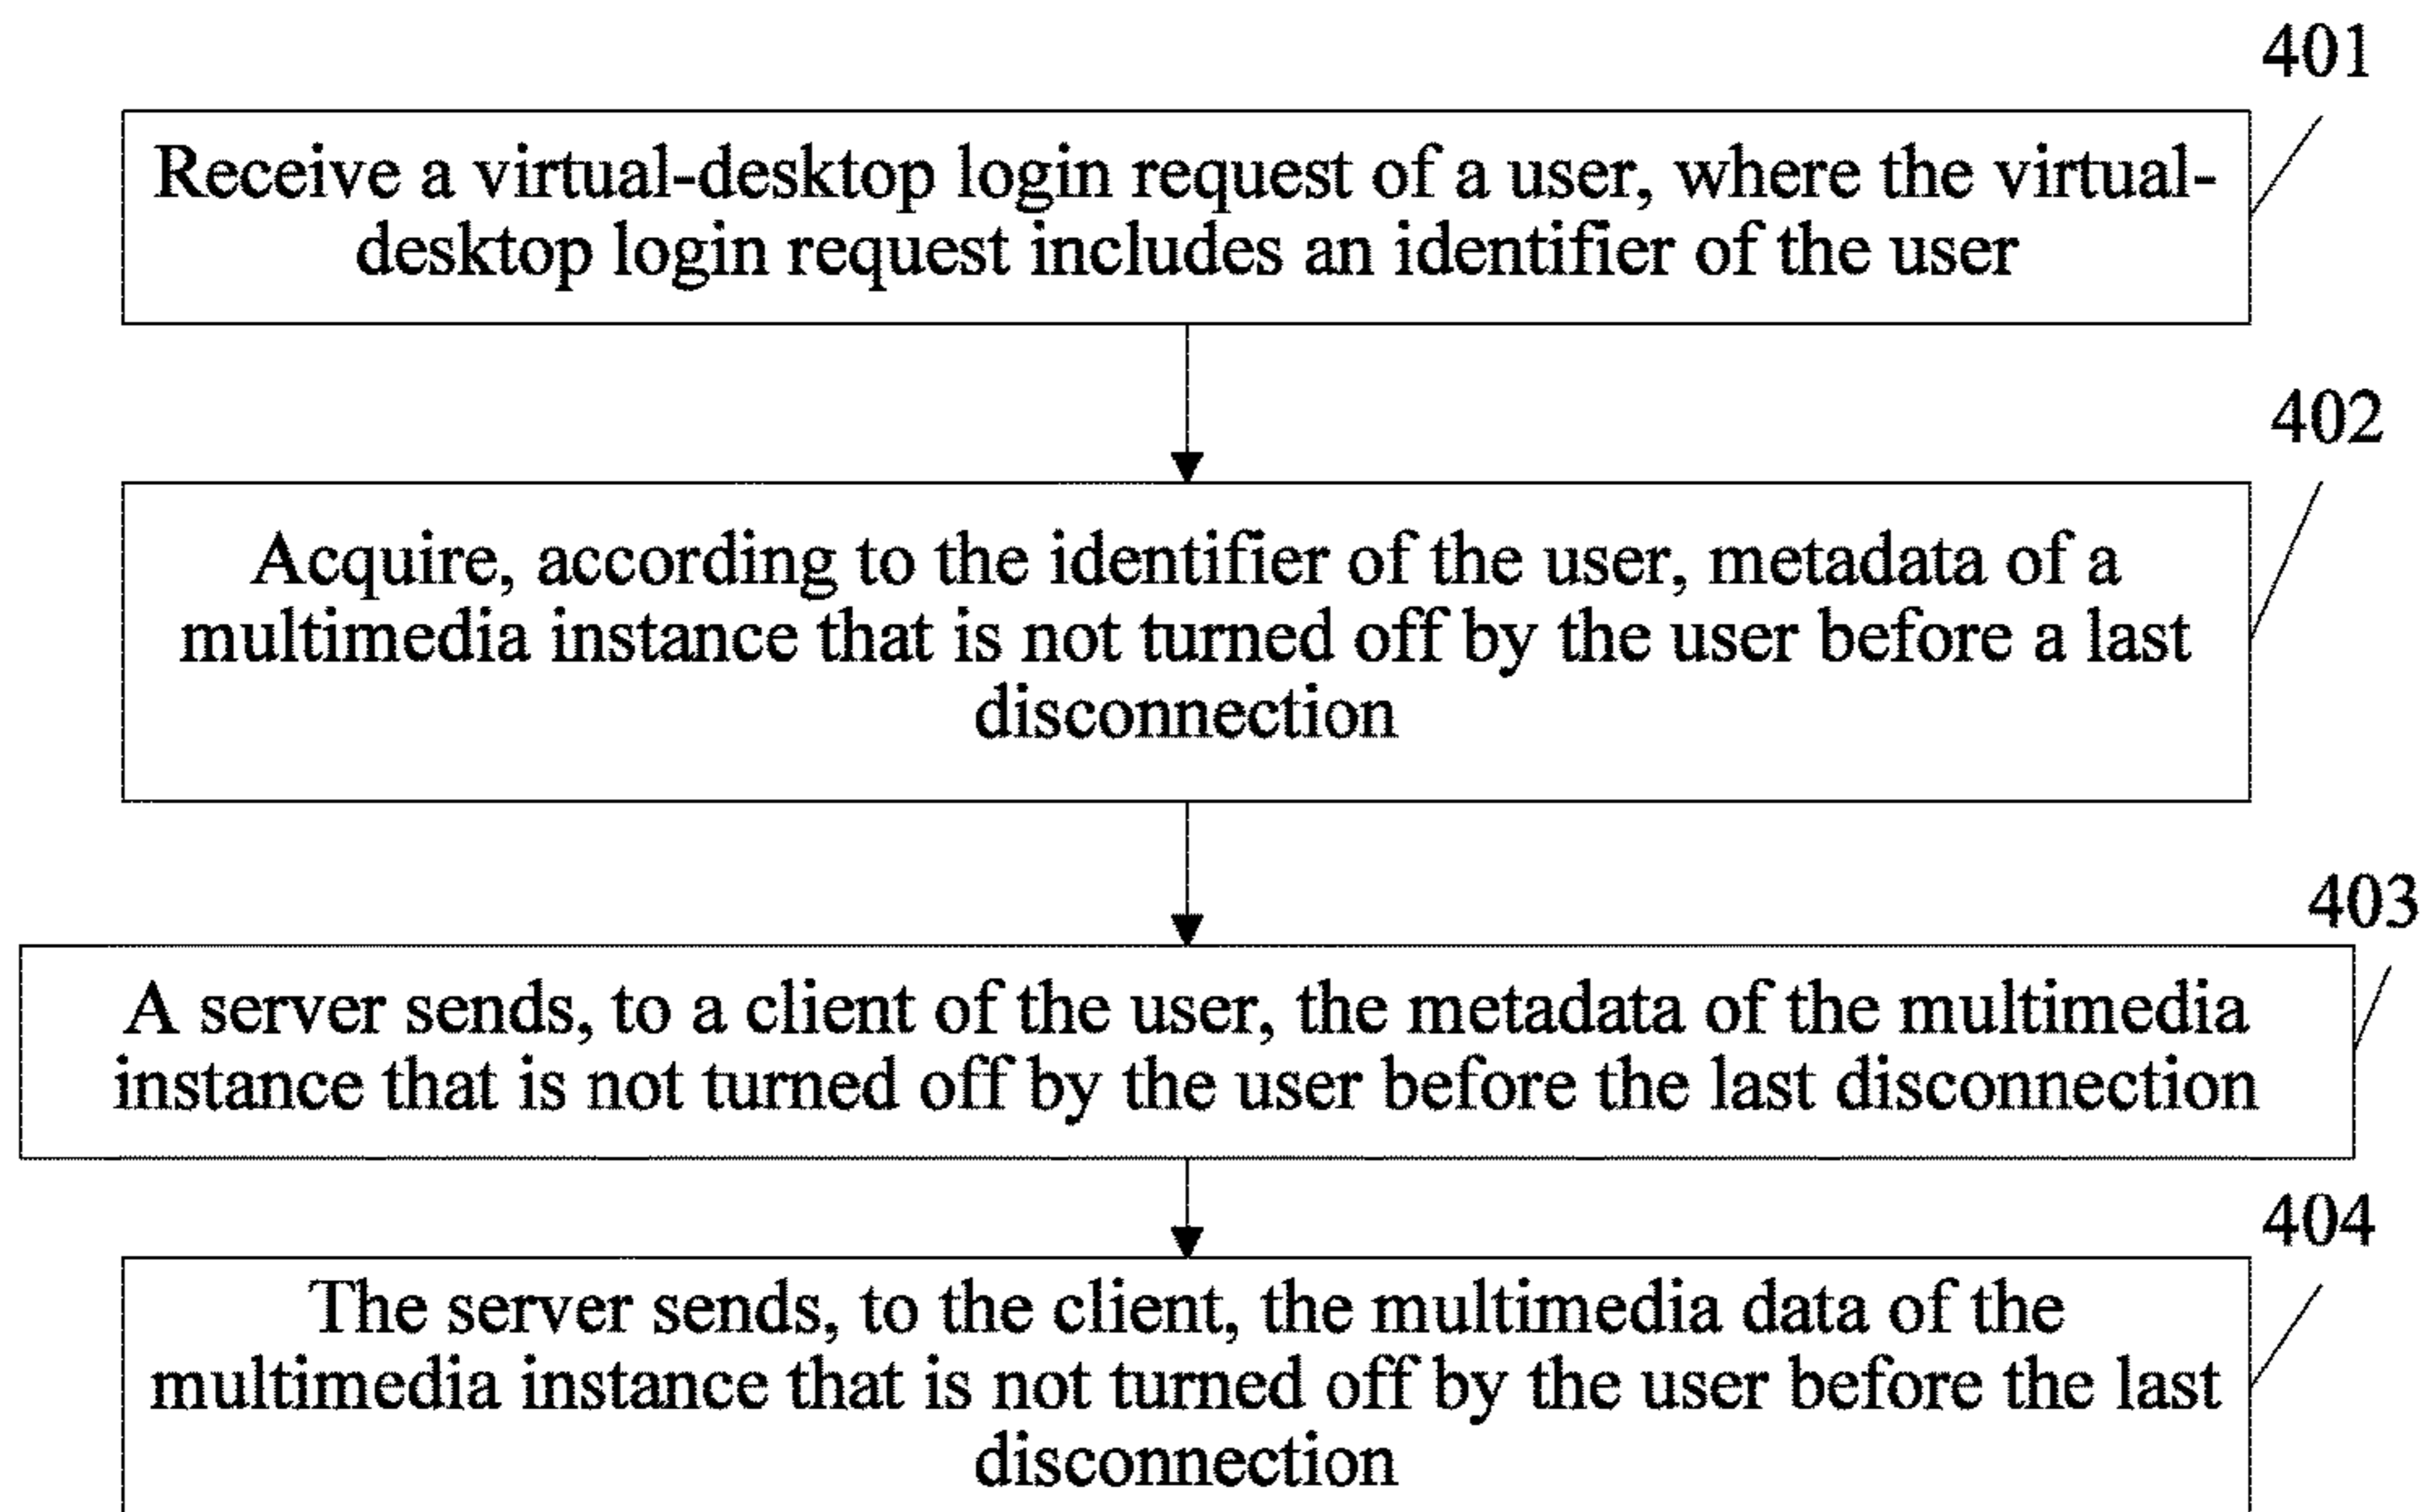 401
Receive a virtual-desktop login request of a user, where the virtual-
desktop login request includes an identifier of the user
402
Acquire, according to the identifier of the user, metadata of a
multimedia instance that is not turned off by the user before a last
disconnection
403
A server sends, to a client of the user, the metadata of the multimedia
instance that is not turned off by the user before the last disconnection
404
The server sends, to the client, the multimedia data of the
multimedia instance that is not turned off by the user before the last
disconnection